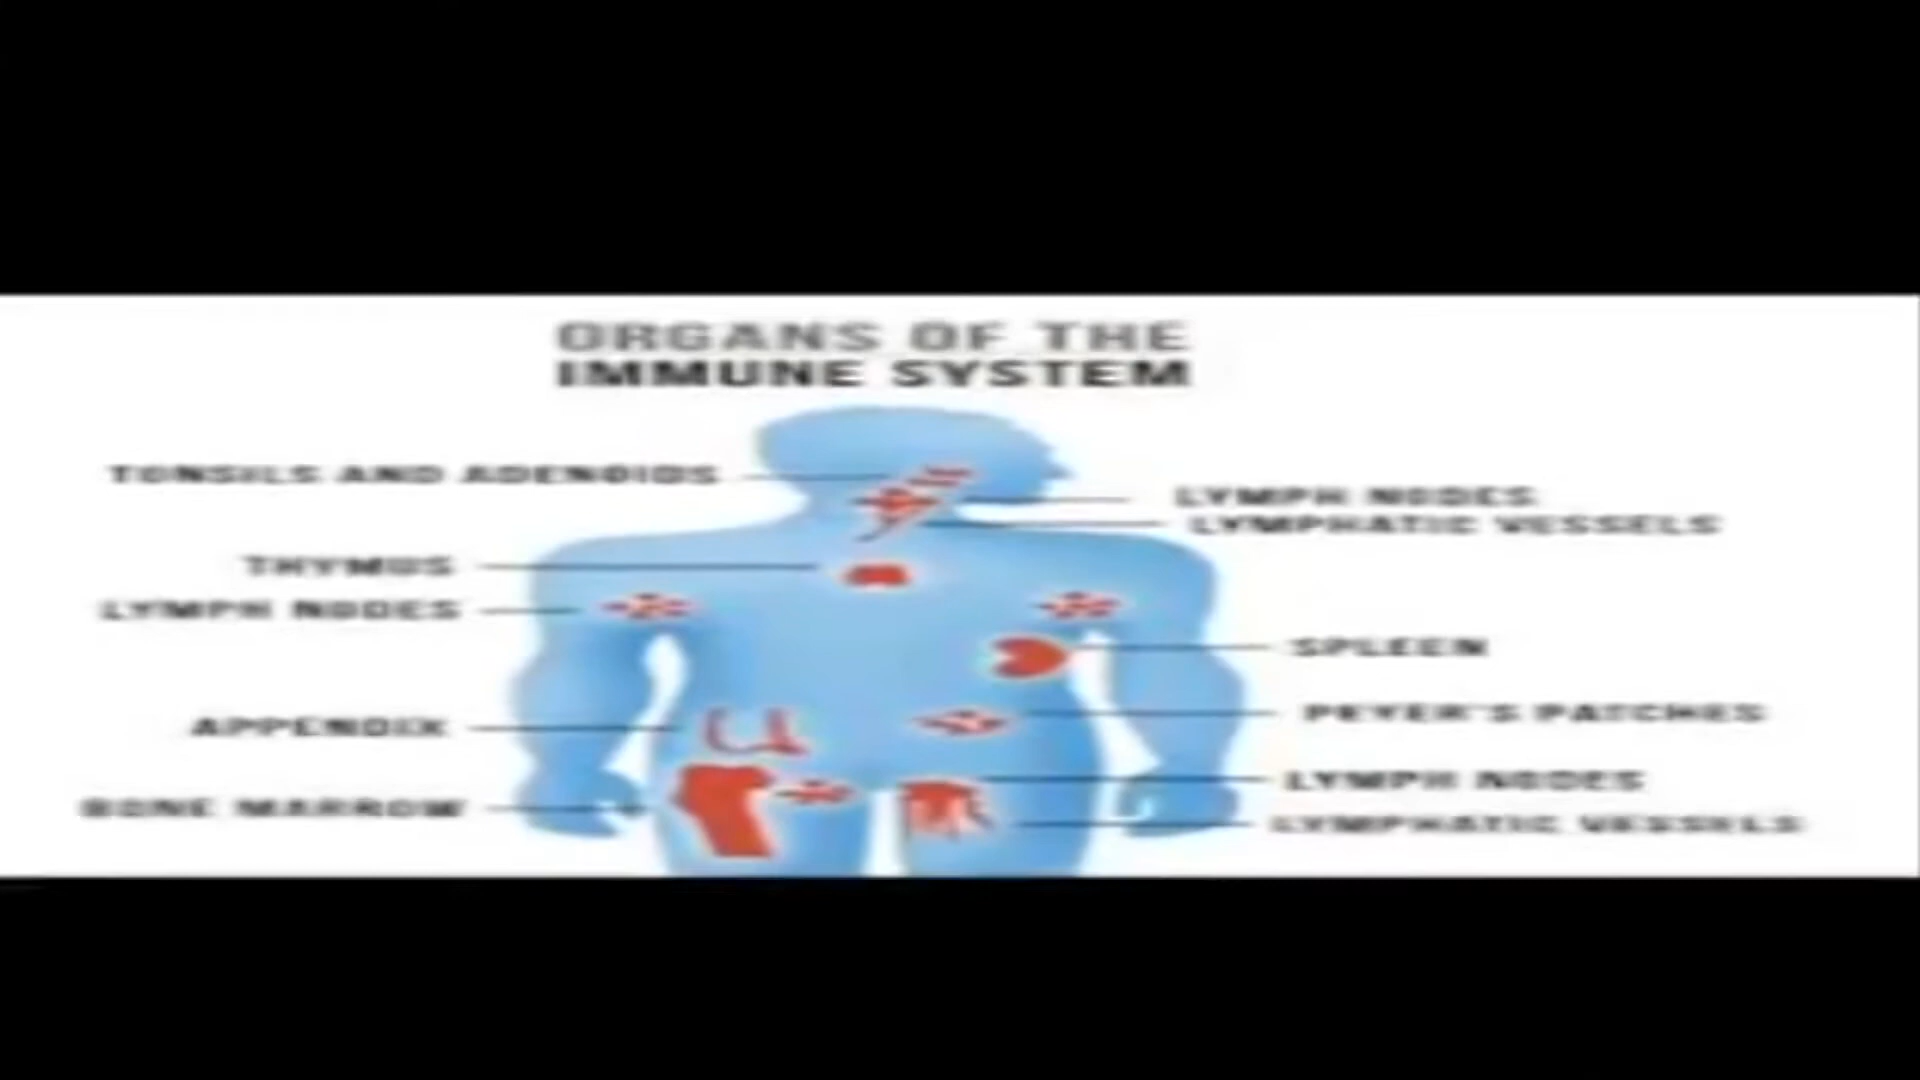 ORGANS OF THE
IMMUNE SYSTEM
TONSILS AND ADENOIDS
LYMPH NODES
LYMPHATIC VESSELS
THYMUS
LYMPH NODES
SPLEEN
APPENDIX
PEYER'S PATCHES
BONE MARROW
LYMPH NODES
LYMPHATIC VESSELS